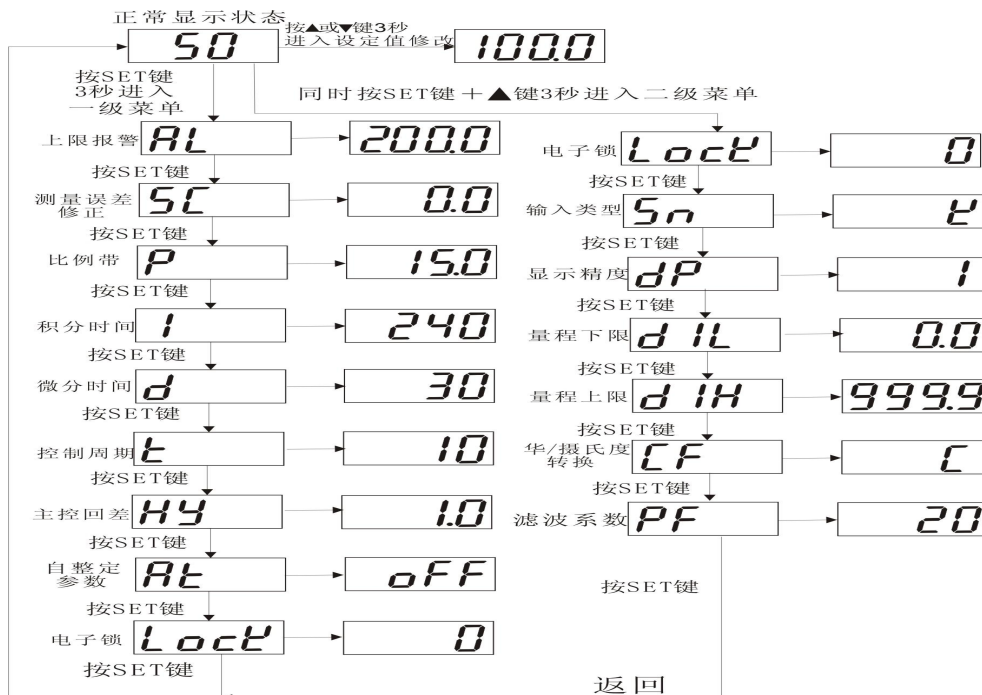 正常显示状态
50
按▲或▼键3秒
进入设定值修改
100.0
按SET键
3秒进入
一级菜单
同时按SET键＋▲键3秒进入二级菜单
上限报警
AL
200.0
按SET键
测量误差
修正
SC
0.0
按SET键
比例带
P
15.0
按SET键
积分时间
I
240
按SET键
微分时间
d
30
按SET键
控制周期
t
10
按SET键
主控回差
HY
1.0
按SET键
自整定
参数
At
oFF
按SET键
电子锁
LocK
0
按SET键
电子锁
LocK
0
按SET键
输入类型
Sn
K
按SET键
显示精度
dP
1
按SET键
量程下限
dIL
0.0
按SET键
量程上限
dIH
999.9
按SET键
华/摄氏度
转换
CF
C
按SET键
滤波系数
PF
20
按SET键
返回